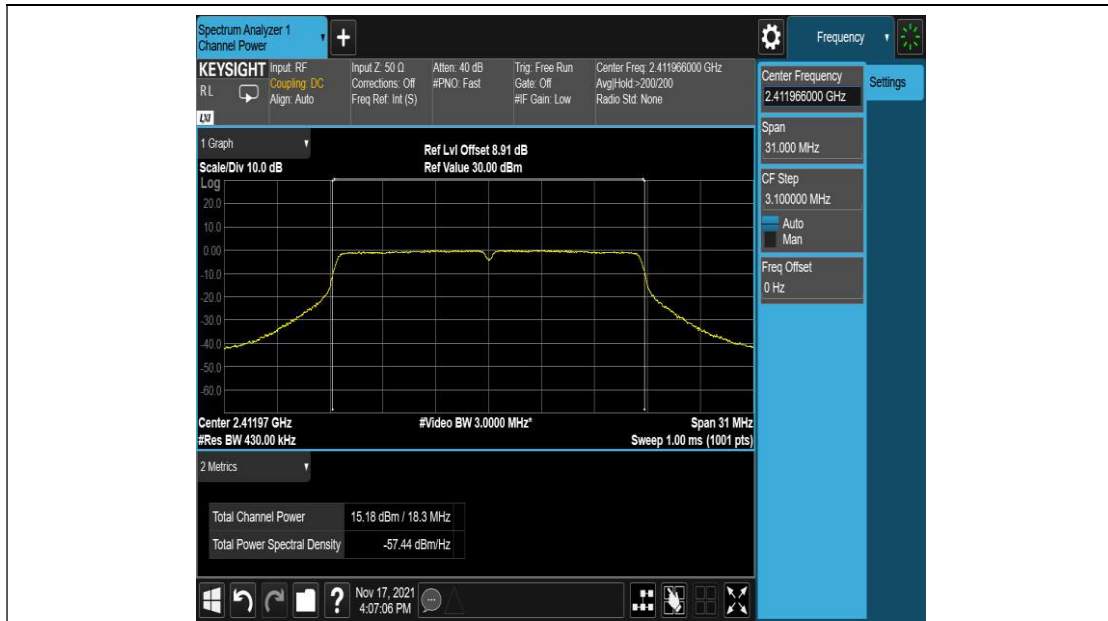 Spectrum Analyzer 1
Channel Power
+
Frequency
KEYSIGHT
RL
LXI
Input: RF
Coupling: DC
Align: Auto
Input Z: 50 Ω
Corrections: Off
Freq Ref: Int (S)
Atten: 40 dB
#PNO: Fast
Trig: Free Run
Gate: Off
#IF Gain: Low
Center Freq: 2.411966000 GHz
Avg|Hold:>200/200
Radio Std: None
Center Frequency
2.411966000 GHz
Settings
Span
31.000 MHz
CF Step
3.100000 MHz
Auto
Man
Freq Offset
0 Hz
1 Graph
Scale/Div 10.0 dB
Ref Lvl Offset 8.91 dB
Ref Value 30.00 dBm
Log
20.0
10.0
0.00
-10.0
-20.0
-30.0
-40.0
-50.0
-60.0
Center 2.41197 GHz
#Res BW 430.00 kHz
#Video BW 3.0000 MHz*
Span 31 MHz
Sweep 1.00 ms (1001 pts)
2 Metrics
Total Channel Power 15.18 dBm / 18.3 MHz
Total Power Spectral Density -57.44 dBm/Hz
?
Nov 17, 2021
4:07:06 PM